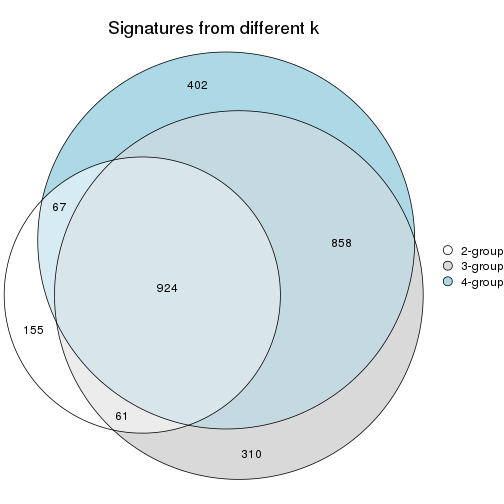 Signatures from different k
402
67
858
924
155
61
310
2-group
3-group
4-group